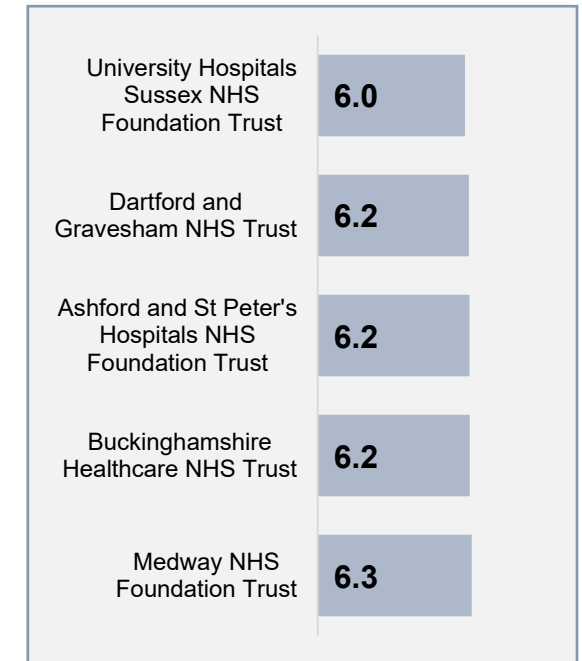 University Hospitals
Sussex NHS
Foundation Trust
6.0
Dartford and
Gravesham NHS Trust
6.2
Ashford and St Peter's
Hospitals NHS
Foundation Trust
6.2
Buckinghamshire
Healthcare NHS Trust
6.2
Medway NHS
Foundation Trust
6.3